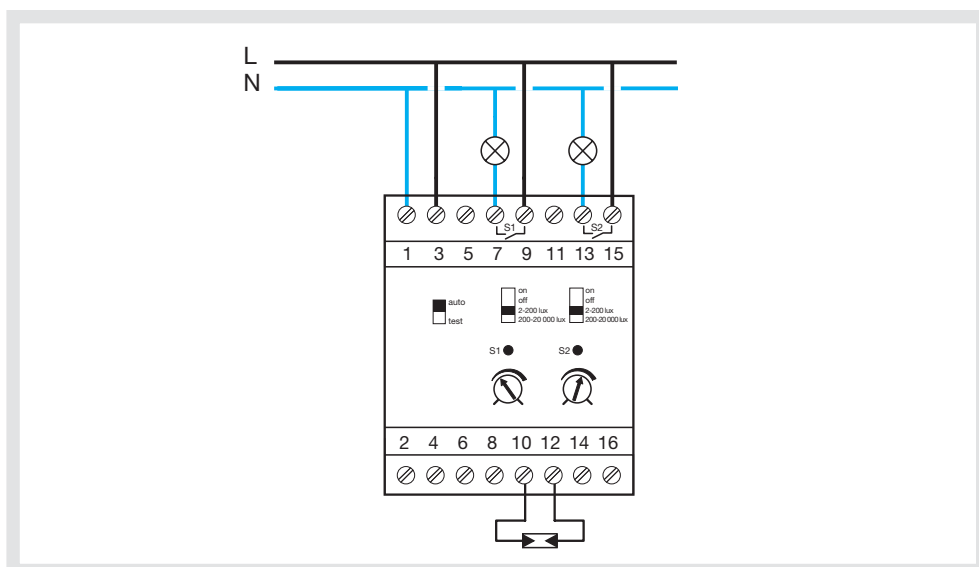 L
N
S1 S2
1 3 5 7 9 11 13 15
auto
test
on
off
2-200 lux
200-20 000 lux
on
off
2-200 lux
200-20 000 lux
S1 S2
2 4 6 8 10 12 14 16